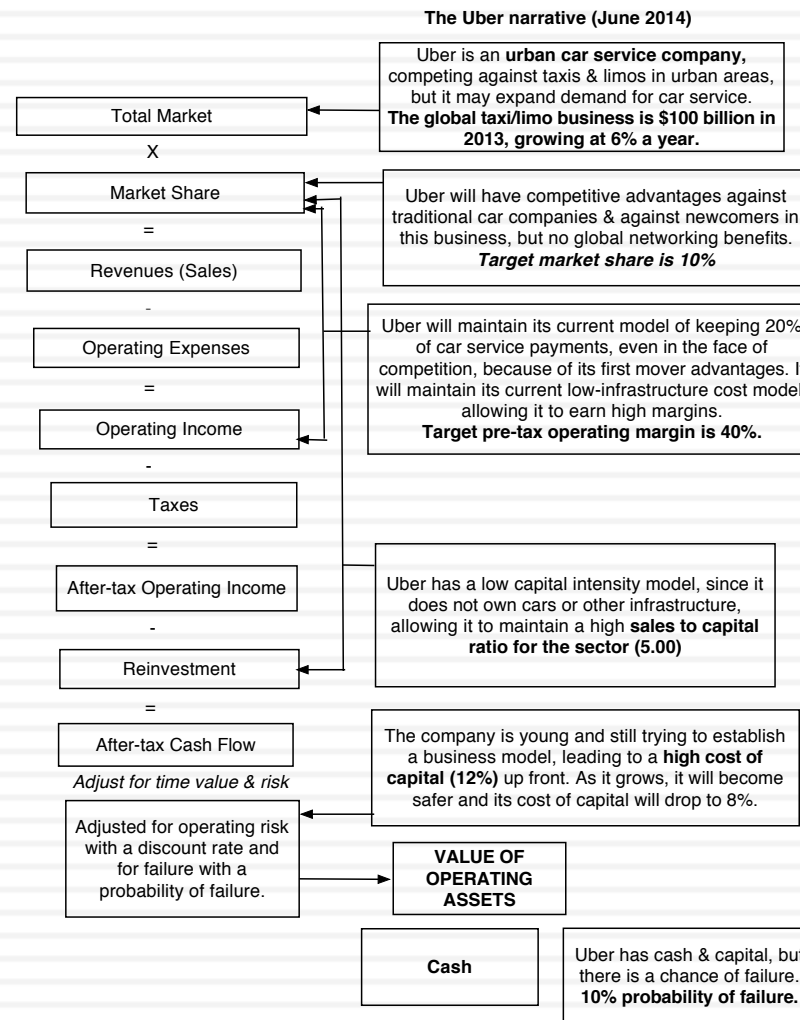 The Uber narrative (June 2014)
Uber is an urban car service company,
competing against taxis & limos in urban areas,
but it may expand demand for car service.
The global taxi/limo business is $100 billion in
2013, growing at 6% a year.
Total Market
X
Market Share
Uber will have competitive advantages against
traditional car companies & against newcomers in
this business, but no global networking benefits.
Target market share is 10%
=
Revenues (Sales)
-
Operating Expenses
Uber will maintain its current model of keeping 20%
of car service payments, even in the face of
competition, because of its first mover advantages. I
will maintain its current low-infrastructure cost model
allowing it to earn high margins.
Target pre-tax operating margin is 40%.
=
Operating Income
-
Taxes
=
After-tax Operating Income
Uber has a low capital intensity model, since it
does not own cars or other infrastructure,
allowing it to maintain a high sales to capital
ratio for the sector (5.00)
-
Reinvestment
=
After-tax Cash Flow
The company is young and still trying to establish
a business model, leading to a high cost of
capital (12%) up front. As it grows, it will become
safer and its cost of capital will drop to 8%.
Adjust for time value & risk
Adjusted for operating risk
with a discount rate and
for failure with a
probability of failure.
VALUE OF
OPERATING
ASSETS
Cash
Uber has cash & capital, but
there is a chance of failure.
10% probability of failure.